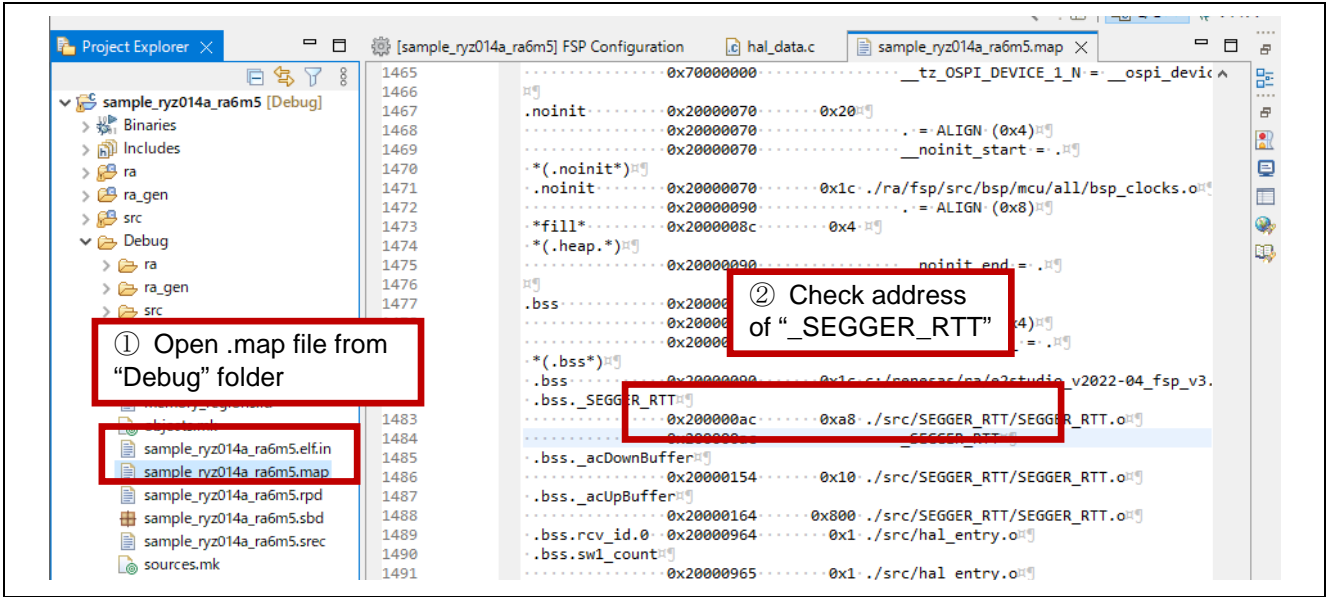 Project Explorer
[sample_ryz014a_ra6m5] FSP Configuration
hal_data.c
sample_ryz014a_ra6m5.map
sample_ryz014a_ra6m5 [Debug]
Binaries
Includes
ra
ra_gen
src
Debug
ra
ra_gen
src
① Open .map file from
“Debug” folder
objects.mk
sample_ryz014a_ra6m5.elf.in
sample_ryz014a_ra6m5.map
sample_ryz014a_ra6m5.rpd
sample_ryz014a_ra6m5.sbd
sample_ryz014a_ra6m5.srec
sources.mk
1465 0x70000000 __tz_OSPI_DEVICE_1_N = __ospi_devic
1466
1467 .noinit 0x20000070 0x20
1468 0x20000070 . = ALIGN (0x4)
1469 0x20000070 __noinit_start = .
1470 *(.noinit*)
1471 .noinit 0x20000070 0x1c ./ra/fsp/src/bsp/mcu/all/bsp_clocks.o
1472 0x20000090 . = ALIGN (0x8)
1473 *fill* 0x2000008c 0x4
1474 *(.heap.*)
1475 0x20000090 __noinit_end = .
1476
1477 .bss
② Check address
of “_SEGGER_RTT”
*(.bss*)
.bss 0x20000090 0x1c c:/renesas/ra/e2studio_v2022-04_fsp_v3.
.bss._SEGGER_RTT
1483 0x200000ac 0xa8 ./src/SEGGER_RTT/SEGGER_RTT.o
1484 0x200000ac _SEGGER_RTT
1485 .bss._acDownBuffer
1486 0x20000154 0x10 ./src/SEGGER_RTT/SEGGER_RTT.o
1487 .bss._acUpBuffer
1488 0x20000164 0x800 ./src/SEGGER_RTT/SEGGER_RTT.o
1489 .bss.rcv_id.0 0x20000964 0x1 ./src/hal_entry.o
1490 .bss.sw1_count
1491 0x20000965 0x1 ./src/hal_entry.o